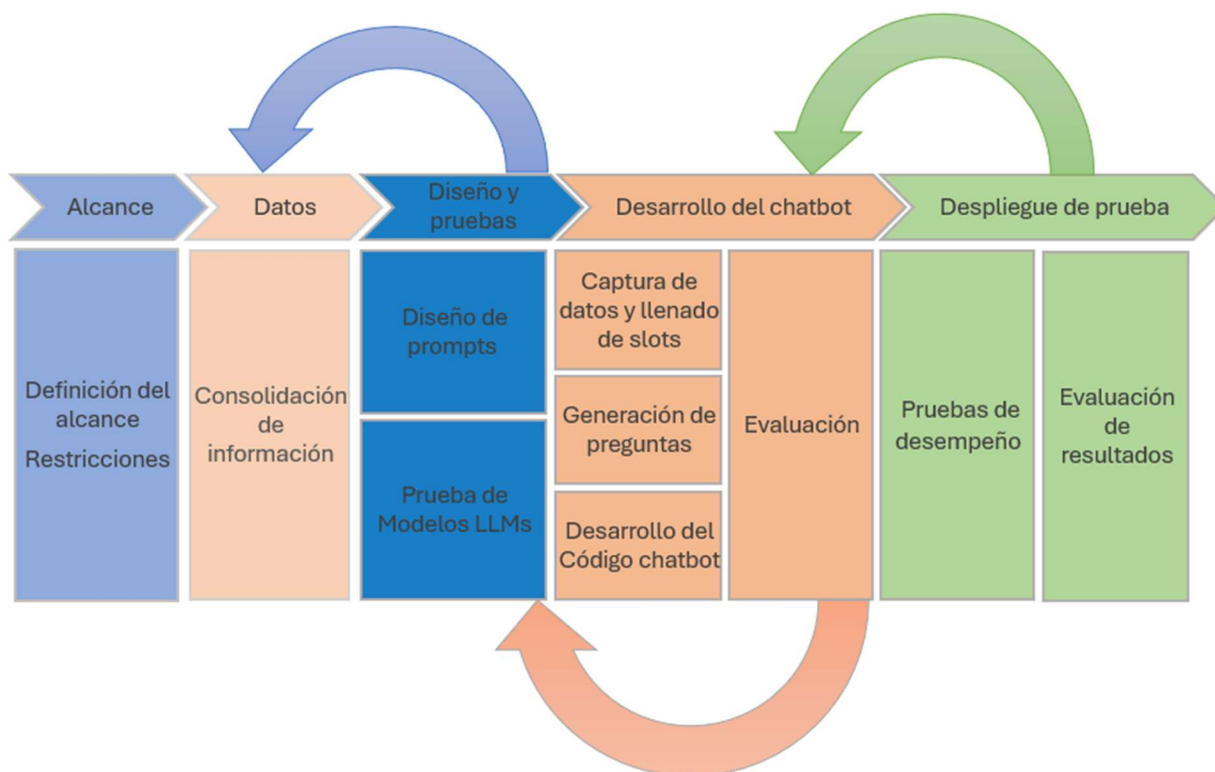 Alcance
Datos
Diseño y
pruebas
Desarrollo del chatbot
Despliegue de prueba
Definición del
alcance
Restricciones
Consolidación
de
información
Diseño de
prompts
Prueba de
Modelos LLMs
Captura de
datos y llenado
de slots
Generación de
preguntas
Desarrollo del
Código chatbot
Evaluación
Pruebas de
desempeño
Evaluación
de
resultados